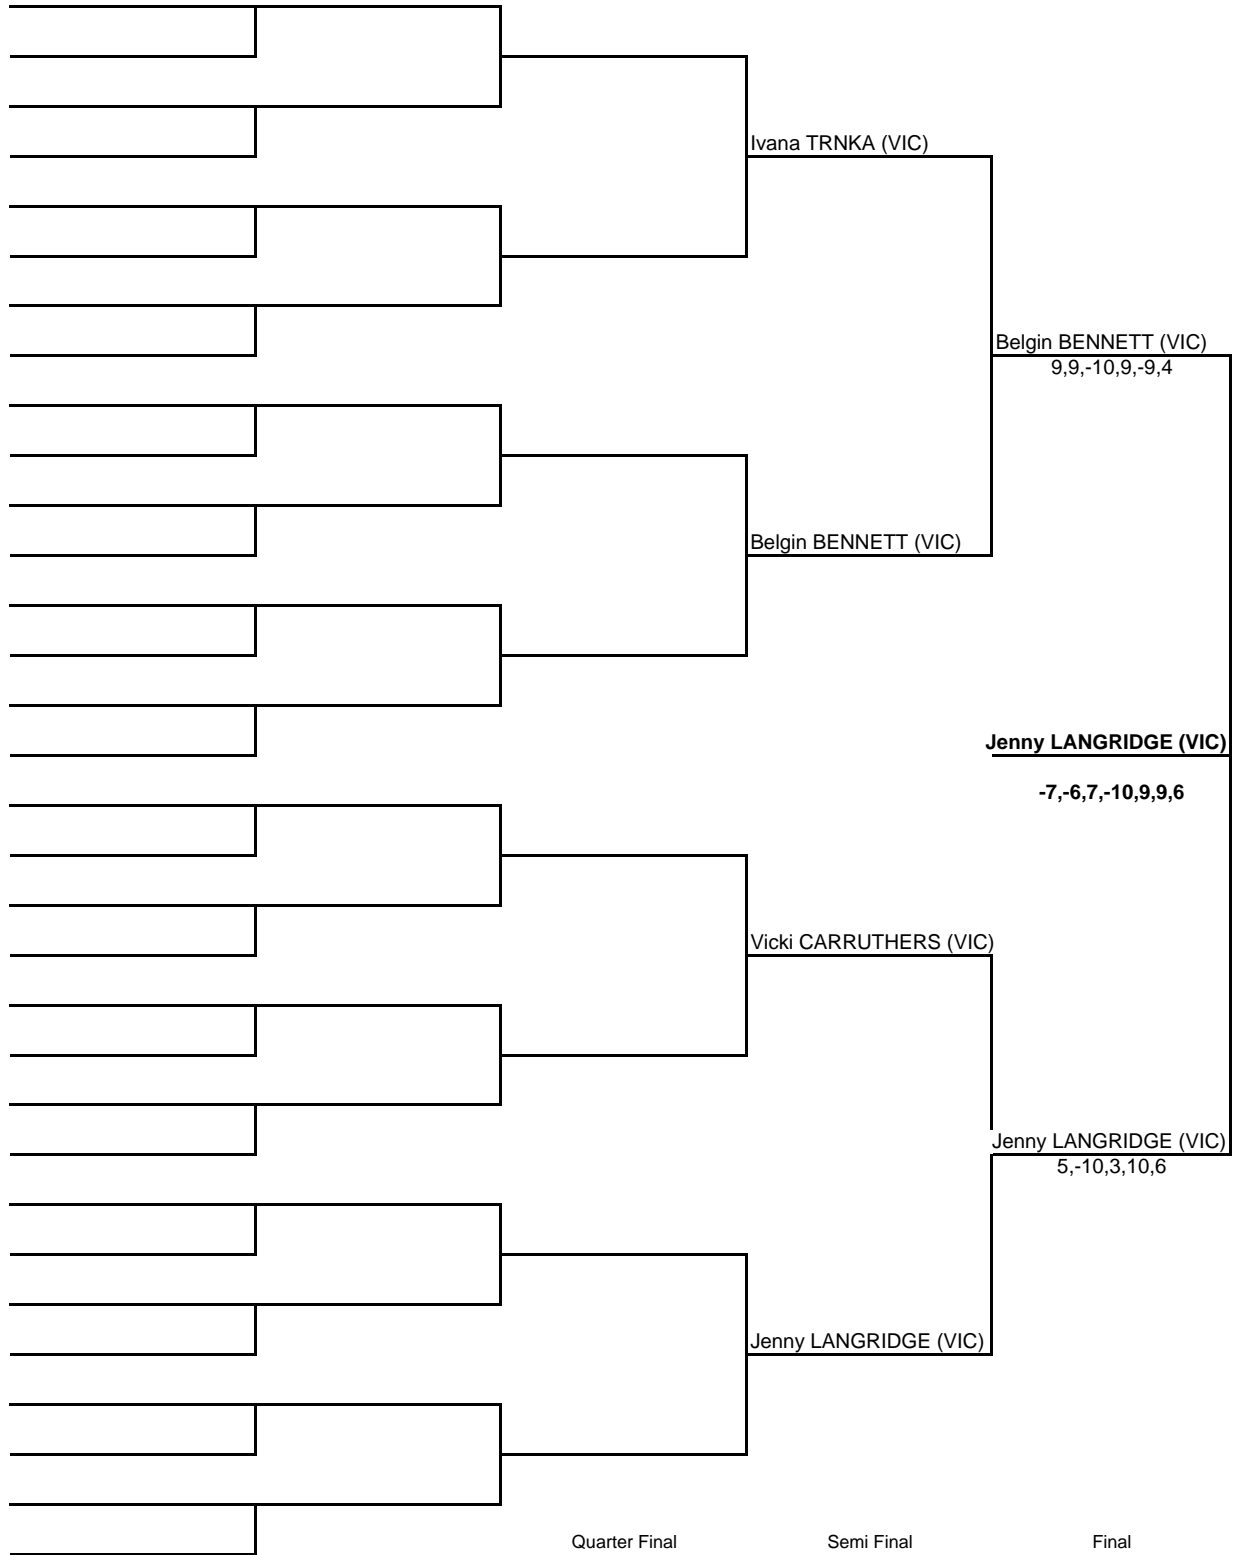 Ivana TRNKA (VIC)
Belgin BENNETT (VIC)
9,9,-10,9,-9,4
Belgin BENNETT (VIC)
Jenny LANGRIDGE (VIC)
-7,-6,7,-10,9,9,6
Vicki CARRUTHERS (VIC)
Jenny LANGRIDGE (VIC)
5,-10,3,10,6
Jenny LANGRIDGE (VIC)
Quarter Final Semi Final Final